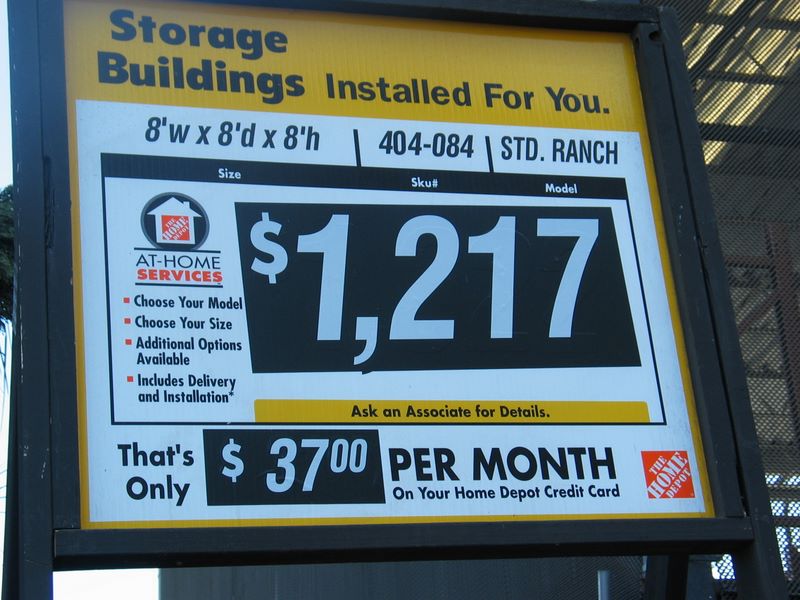 Storage
Buildings Installed For You.
8'w x 8'd x 8'h | 404-084 | STD. RANCH
Size Sku# Model
THE HOME DEPOT
AT-HOME
SERVICES
$1,217
Choose Your Model
Choose Your Size
Additional Options
Available
Includes Delivery
and Installation*
Ask an Associate for Details.
That's
Only
$ 3700
PER MONTH
On Your Home Depot Credit Card
THE
HOME
DEPOT